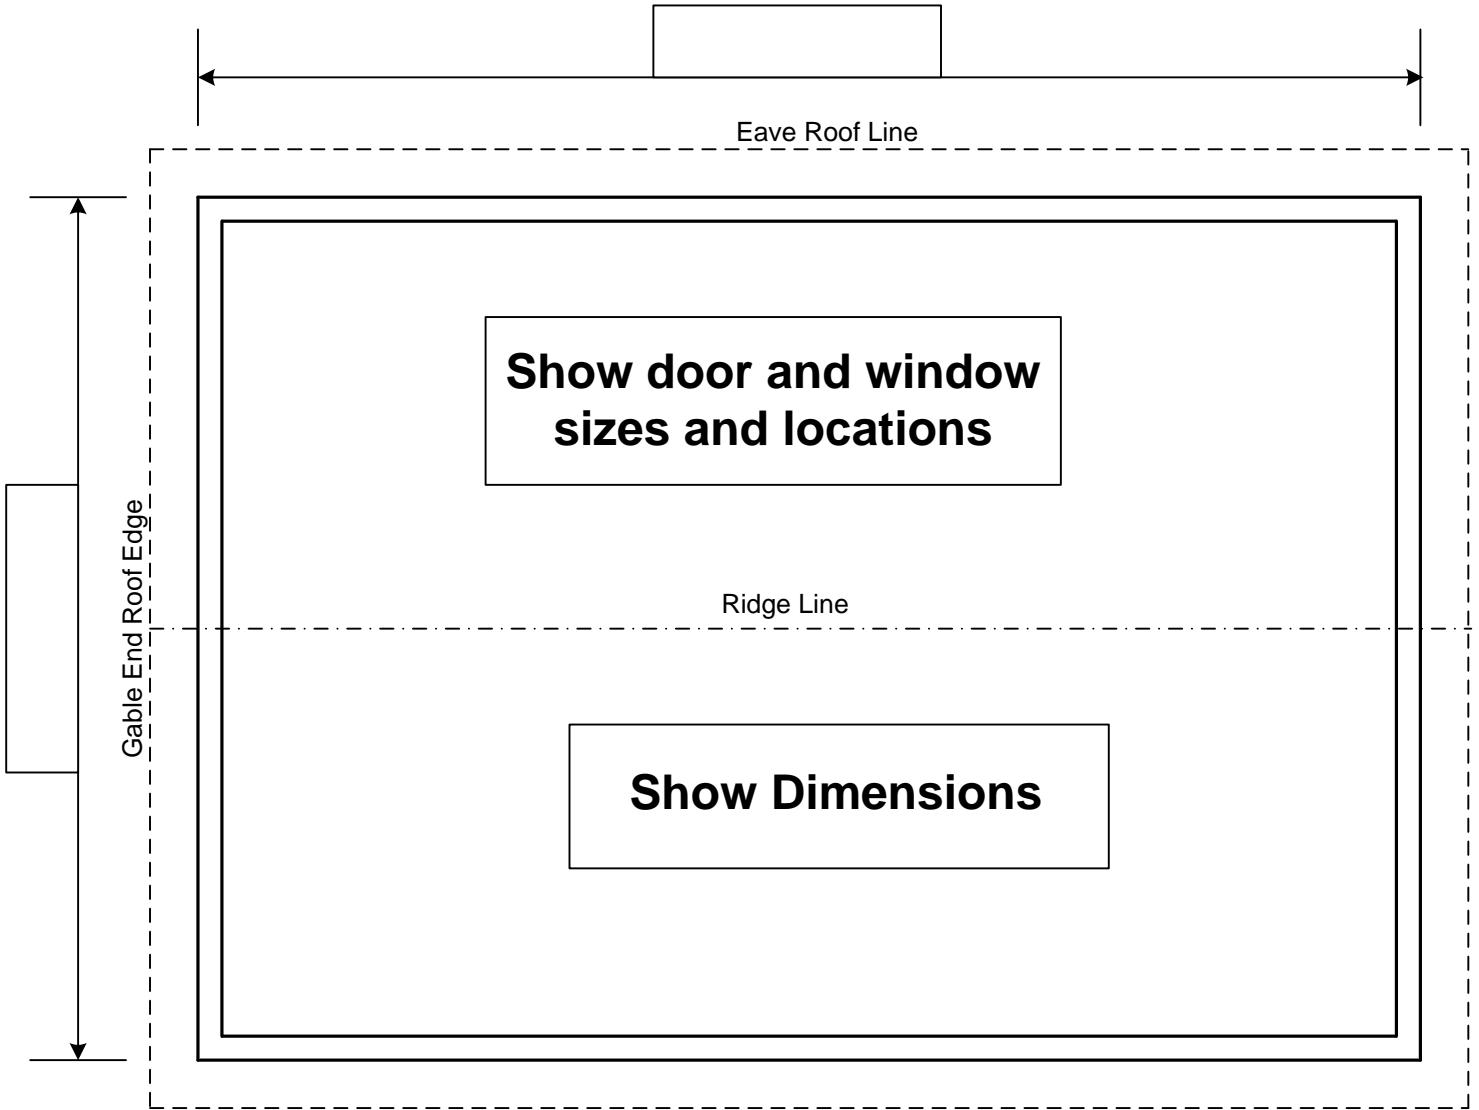 Eave Roof Line
Show door and window
sizes and locations
Gable End Roof Edge
Ridge Line
Show Dimensions